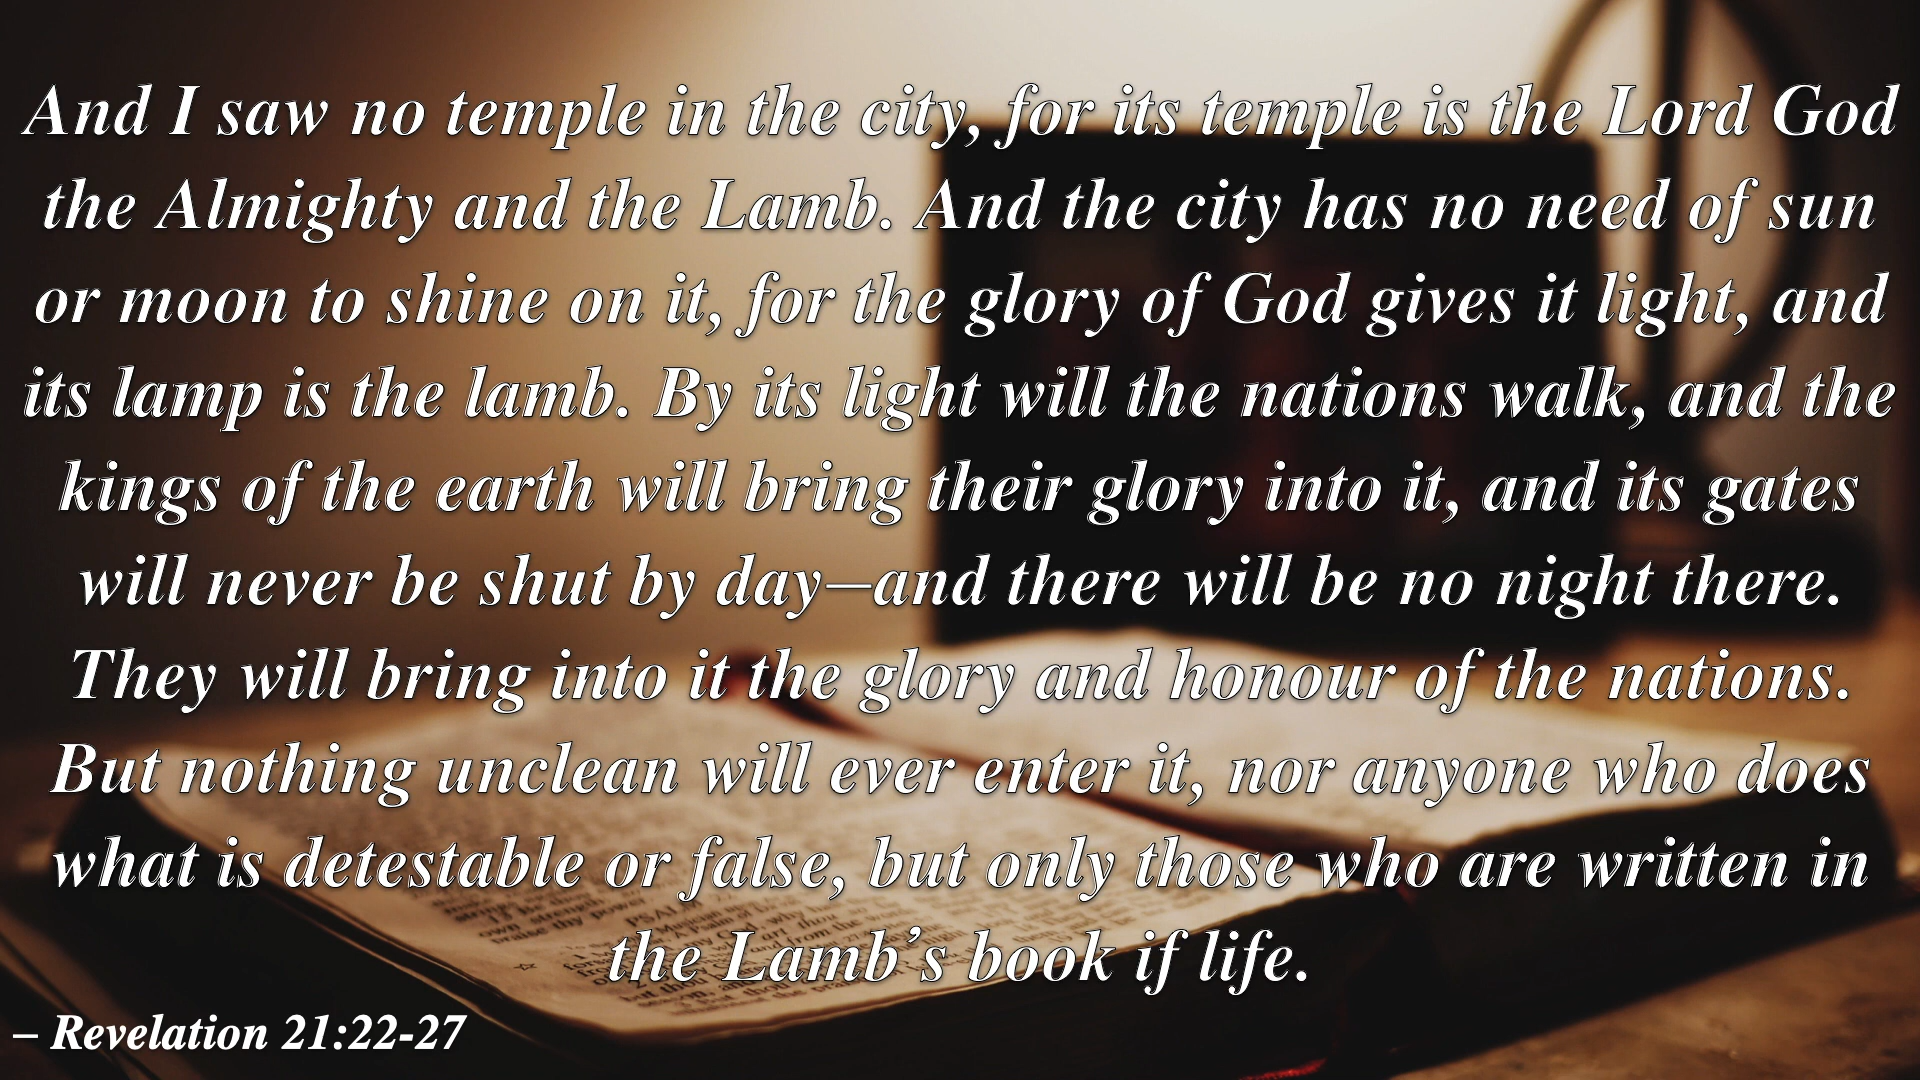 And I saw no temple in the city, for its temple is the Lord God
the Almighty and the Lamb. And the city has no need of sun
or moon to shine on it, for the glory of God gives it light, and
its lamp is the lamb. By its light will the nations walk, and the
kings of the earth will bring their glory into it, and its gates
will never be shut by day—and there will be no night there.
They will bring into it the glory and honour of the nations.
But nothing unclean will ever enter it, nor anyone who does
what is detestable or false, but only those who are written in
the Lamb’s book if life.
– Revelation 21:22-27